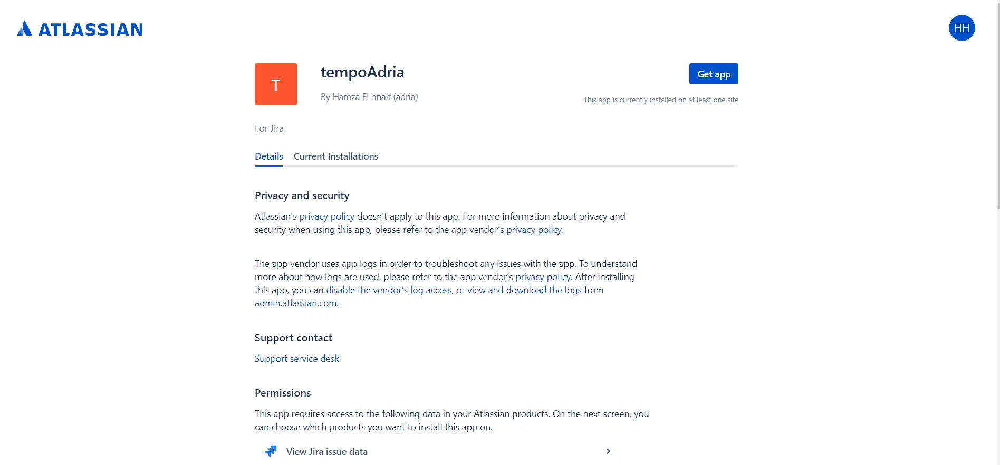 ATLASSIAN
HH
T
tempoAdria
By Hamza El hnait (adria)
Get app
This app is currently installed on at least one site
For Jira
Details Current Installations
Privacy and security
Atlassian's privacy policy doesn't apply to this app. For more information about privacy and
security when using this app, please refer to the app vendor’s privacy policy.
The app vendor uses app logs in order to troubleshoot any issues with the app. To understand
more about how logs are used, please refer to the app vendor’s privacy policy. After installing
this app, you can disable the vendor’s log access, or view and download the logs from
admin.atlassian.com.
Support contact
Support service desk
Permissions
This app requires access to the following data in your Atlassian products. On the next screen, you
can choose which products you want to install this app on.
View Jira issue data